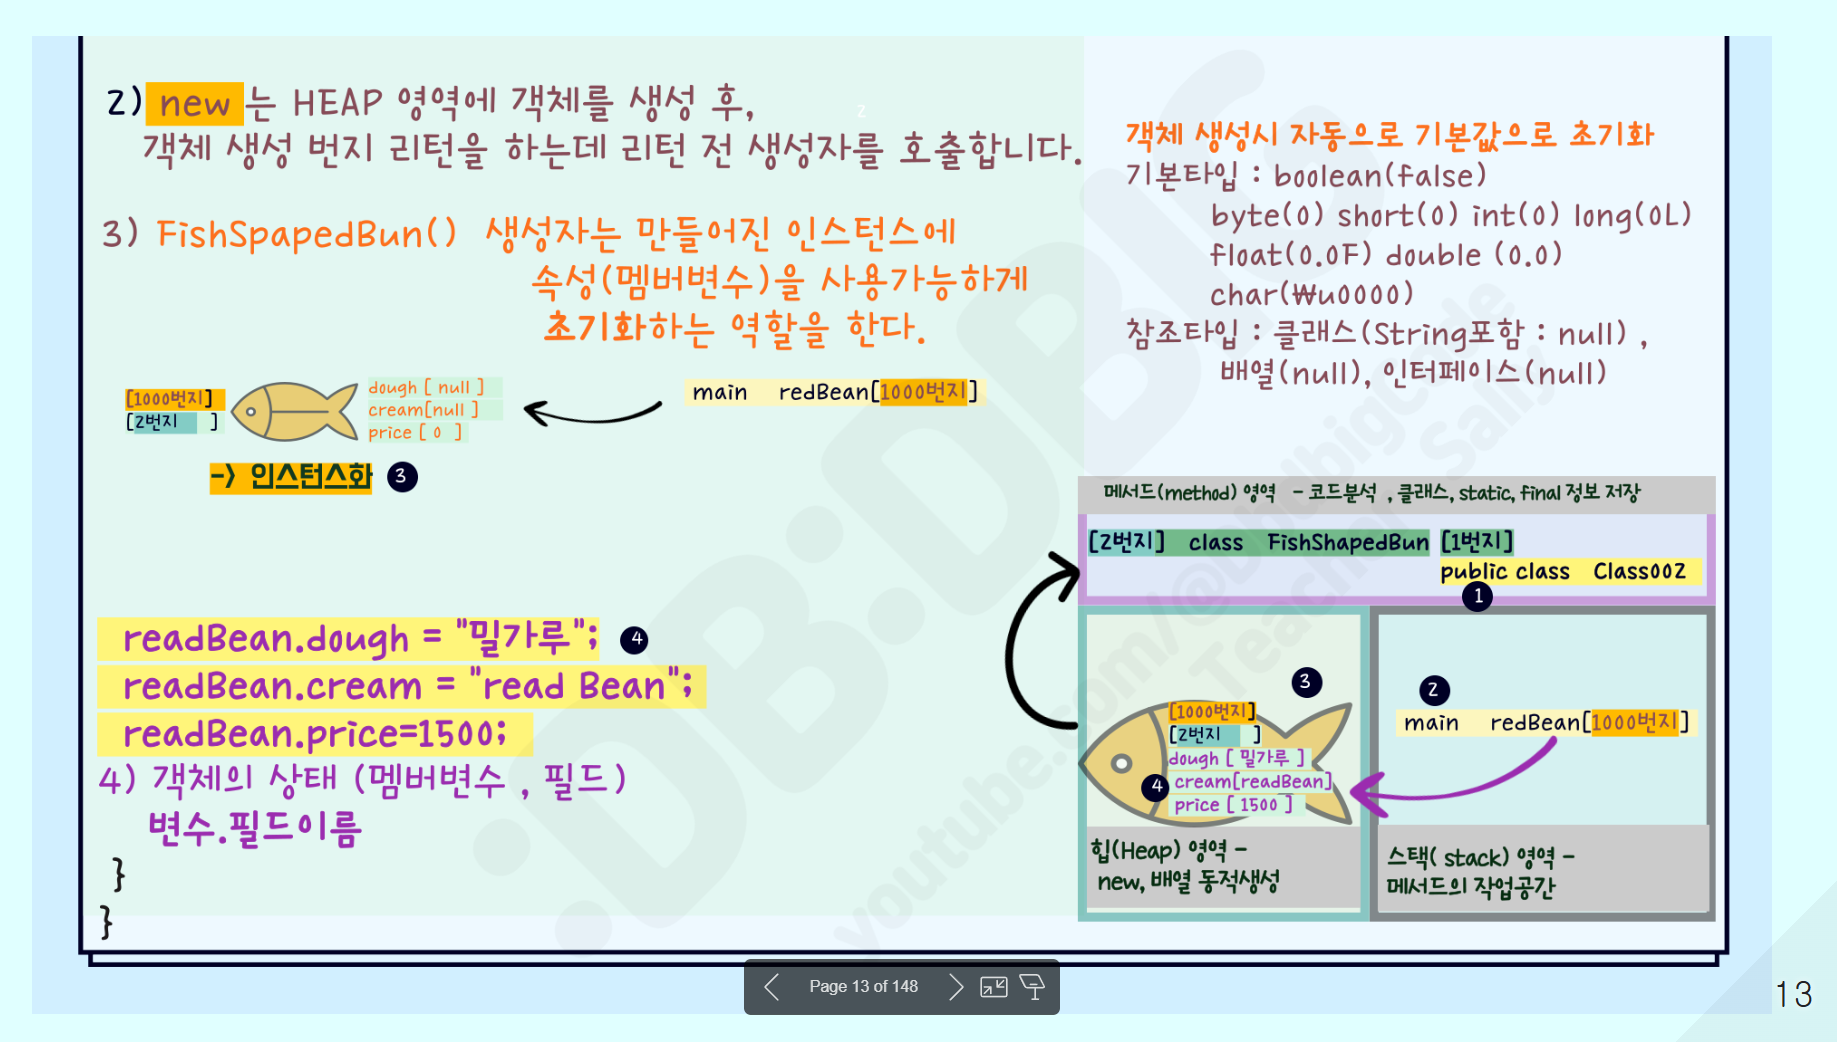 2) new 는 HEAP 영역에 객체를 생성 후,
객체 생성 번지 리턴을 하는데 리턴 전 생성자를 호출합니다.
2
3) FishSpapedBun() 생성자는 만들어진 인스턴스에
속성(멤버변수)을 사용가능하게
초기화하는 역할을 한다.
[1000번지]
[2번지 ]
dough [ null ]
cream[null ]
price [ 0 ]
main redBean[1000번지]
-> 인스턴스화 3
readBean.dough = "밀가루"; 4
readBean.cream = "read Bean";
readBean.price=1500;
4) 객체의 상태 (멤버변수 , 필드)
변수.필드이름
}
}
객체 생성시 자동으로 기본값으로 초기화
기본타입 : boolean(false)
byte(0) short(0) int(0) long(0L)
float(0.0F) double (0.0)
char(₩u0000)
참조타입 : 클래스(String포함 : null) ,
배열(null), 인터페이스(null)
메서드(method) 영역 - 코드분석 , 클래스, static, final 정보 저장
[2번지] class FishShapedBun [1번지]
public class Class002
1
3
[1000번지]
[2번지 ]
dough [ 밀가루 ]
4 cream[readBean]
price [ 1500 ]
힙(Heap) 영역 -
new, 배열 동적생성
2
main redBean[1000번지]
스택( stack) 영역 -
메서드의 작업공간
Page 13 of 148
13